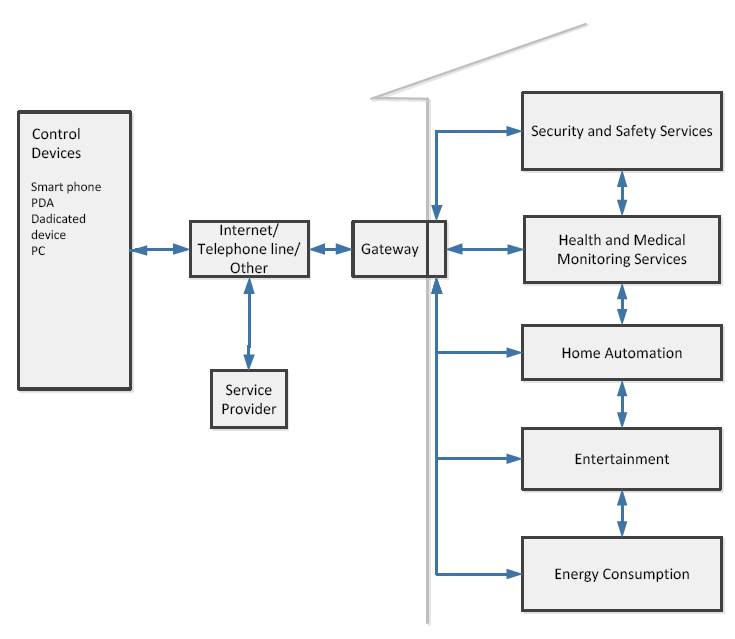 Control
Devices
Smart phone
PDA
Dadicated
device
PC
Internet/
Telephone line/
Other
Service
Provider
Gateway
Security and Safety Services
Health and Medical
Monitoring Services
Home Automation
Entertainment
Energy Consumption